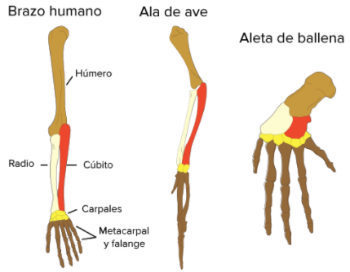 Brazo humano
Ala de ave
Aleta de ballena
Húmero
Radio
Cúbito
Carpales
Metacarpal
y falange